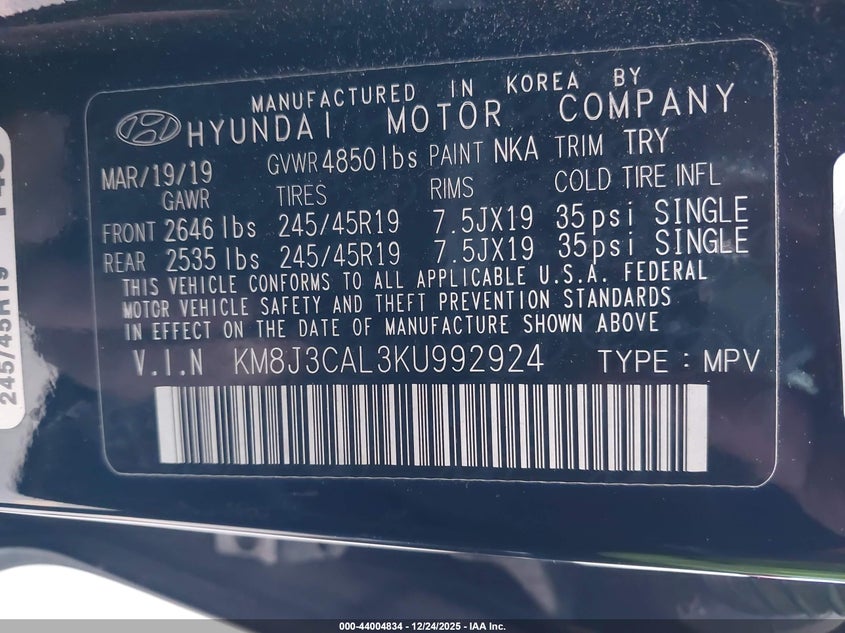 MANUFACTURED IN KOREA BY
HYUNDAI MOTOR COMPANY
MAR/19/19 GVWR 4850 lbs PAINT NKA TRIM TRY
GAWR TIRES RIMS COLD TIRE INFL
FRONT 2646 lbs 245/45R19 7.5JX19 35psi SINGLE
REAR 2535 lbs 245/45R19 7.5JX19 35psi SINGLE
THIS VEHICLE CONFORMS TO ALL APPLICABLE U.S.A. FEDERAL
MOTOR VEHICLE SAFETY AND THEFT PREVENTION STANDARDS
IN EFFECT ON THE DATE OF MANUFACTURE SHOWN ABOVE
V.I.N KM8J3CAL3KU992924 TYPE : MPV
245/45R19
000-44004834 - 12/24/2025 - IAA Inc.